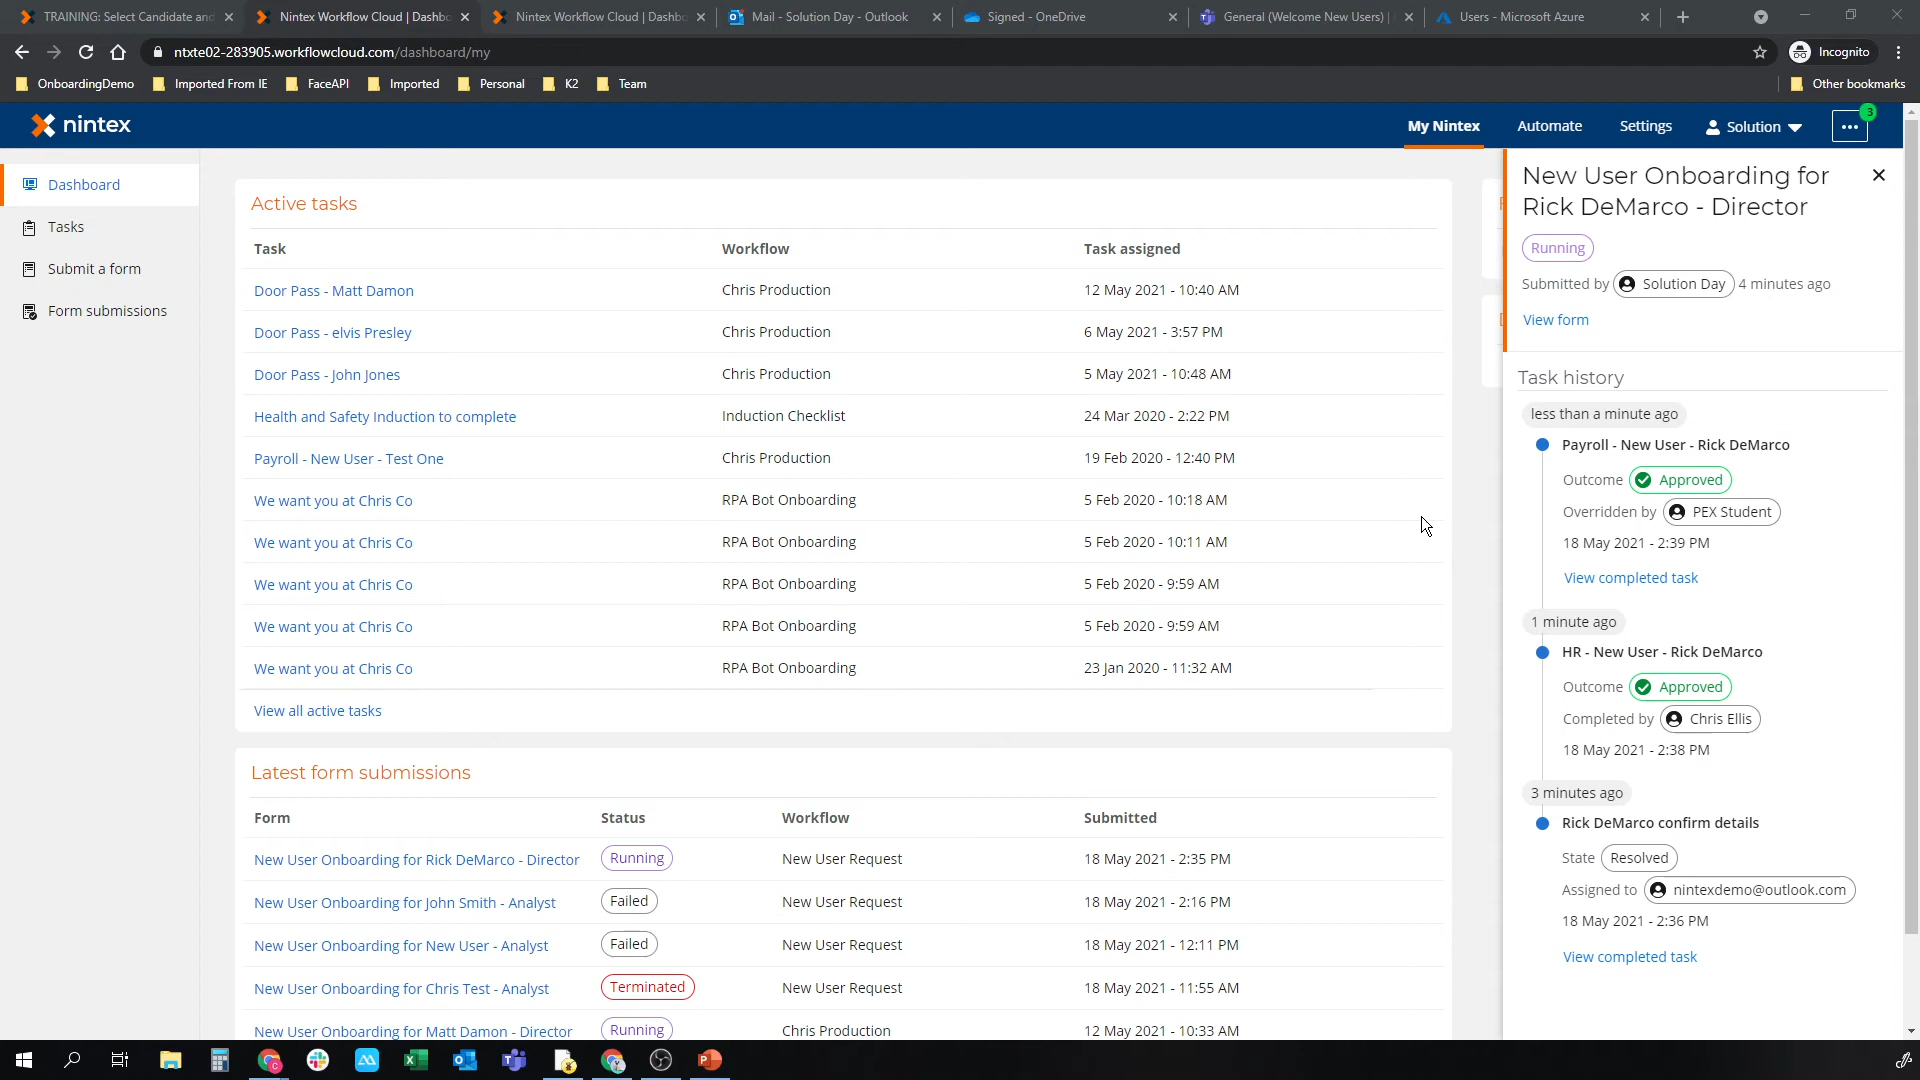 TRAINING: Select Candidate and
Nintex Workflow Cloud | Dashbo
Nintex Workflow Cloud | Dashbo
Mail - Solution Day - Outlook
Signed - OneDrive
General (Welcome New Users) |
Users - Microsoft Azure
ntxte02-283905.workflowcloud.com/dashboard/my
Incognito
OnboardingDemo
Imported From IE
FaceAPI
Imported
Personal
K2
Team
Other bookmarks
nintex
My Nintex
Automate
Settings
Solution
3
Dashboard
Tasks
Submit a form
Form submissions
Active tasks
Task Workflow Task assigned
Door Pass - Matt Damon Chris Production 12 May 2021 - 10:40 AM
Door Pass - elvis Presley Chris Production 6 May 2021 - 3:57 PM
Door Pass - John Jones Chris Production 5 May 2021 - 10:48 AM
Health and Safety Induction to complete Induction Checklist 24 Mar 2020 - 2:22 PM
Payroll - New User - Test One Chris Production 19 Feb 2020 - 12:40 PM
We want you at Chris Co RPA Bot Onboarding 5 Feb 2020 - 10:18 AM
We want you at Chris Co RPA Bot Onboarding 5 Feb 2020 - 10:11 AM
We want you at Chris Co RPA Bot Onboarding 5 Feb 2020 - 9:59 AM
We want you at Chris Co RPA Bot Onboarding 5 Feb 2020 - 9:59 AM
We want you at Chris Co RPA Bot Onboarding 23 Jan 2020 - 11:32 AM
View all active tasks
Latest form submissions
Form Status Workflow Submitted
New User Onboarding for Rick DeMarco - Director Running New User Request 18 May 2021 - 2:35 PM
New User Onboarding for John Smith - Analyst Failed New User Request 18 May 2021 - 2:16 PM
New User Onboarding for New User - Analyst Failed New User Request 18 May 2021 - 12:11 PM
New User Onboarding for Chris Test - Analyst Terminated New User Request 18 May 2021 - 11:55 AM
New User Onboarding for Matt Damon - Director Running Chris Production 12 May 2021 - 10:33 AM
New User Onboarding for
Rick DeMarco - Director
Running
Submitted by Solution Day 4 minutes ago
View form
Task history
less than a minute ago
Payroll - New User - Rick DeMarco
Outcome Approved
Overridden by PEX Student
18 May 2021 - 2:39 PM
View completed task
1 minute ago
HR - New User - Rick DeMarco
Outcome Approved
Completed by Chris Ellis
18 May 2021 - 2:38 PM
3 minutes ago
Rick DeMarco confirm details
State Resolved
Assigned to nintexdemo@outlook.com
18 May 2021 - 2:36 PM
View completed task